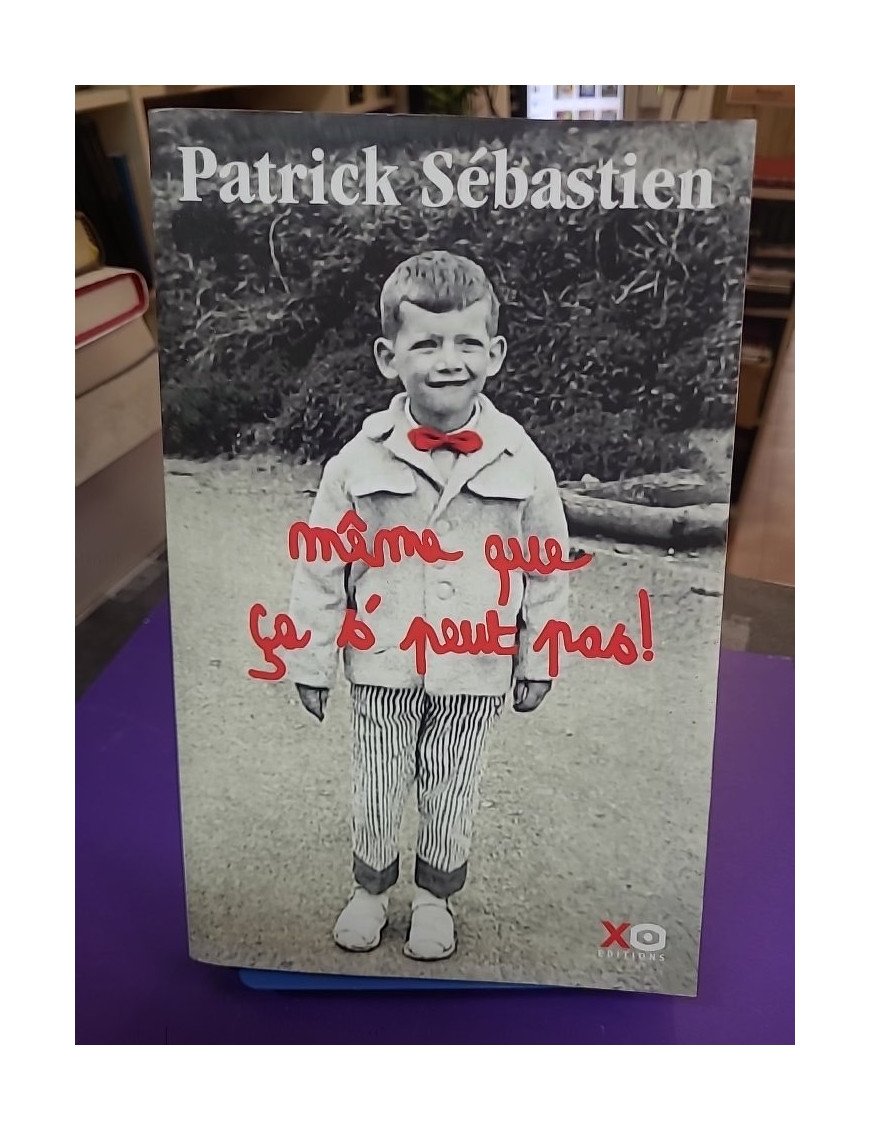 Patrick Sébastien
même que
ça s' peut pas!
XO
EDITIONS